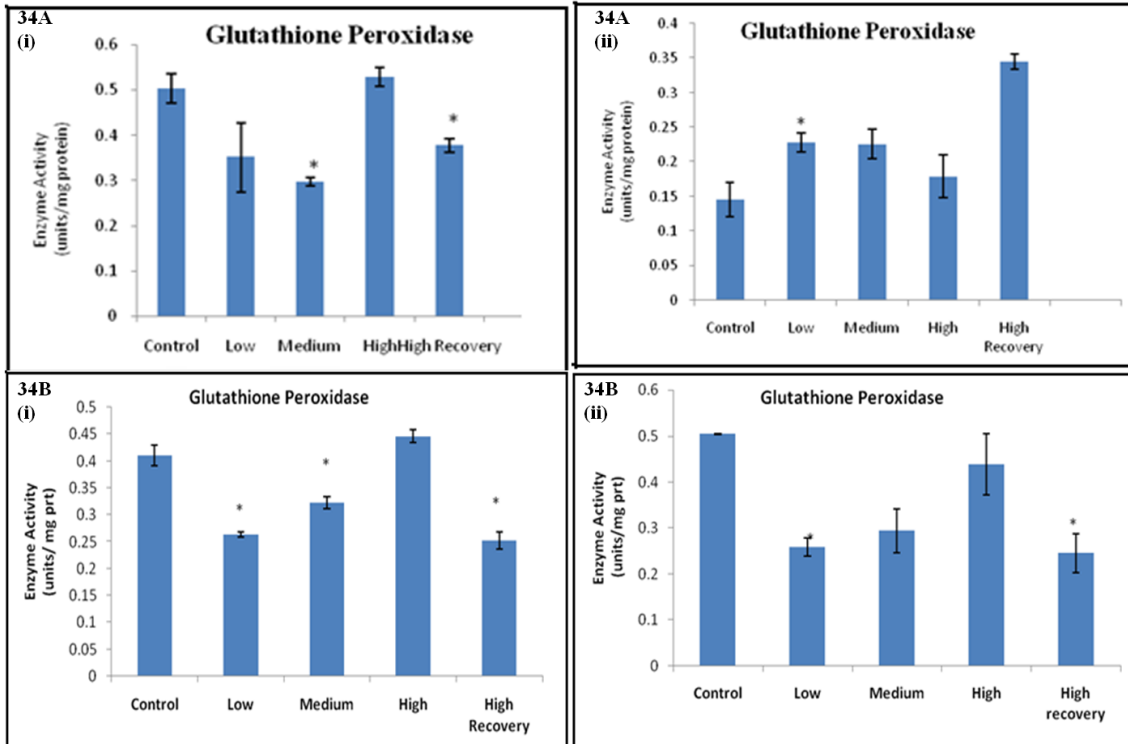 34A
(i)
Glutathione Peroxidase
Enzyme Activity
(units/mg protein)
0.6
0.5
0.4
0.3
0.2
0.1
0
*
*
Control Low Medium HighHigh Recovery
34A
(ii)
Glutathione Peroxidase
Enzyme Activity
(units/mg protein)
0.4
0.35
0.3
0.25
0.2
0.15
0.1
0.05
0
*
Control Low Medium High High
Recovery
34B
(i)
Glutathione Peroxidase
Enzyme Activity
(units/ mg prt)
0.5
0.45
0.4
0.35
0.3
0.25
0.2
0.15
0.1
0.05
0
*
*
*
Control Low Medium High High
Recovery
34B
(ii)
Glutathione Peroxidase
Enzyme Activity
(units/mg prt)
0.6
0.5
0.4
0.3
0.2
0.1
0
*
*
Control Low Medium High High
recovery